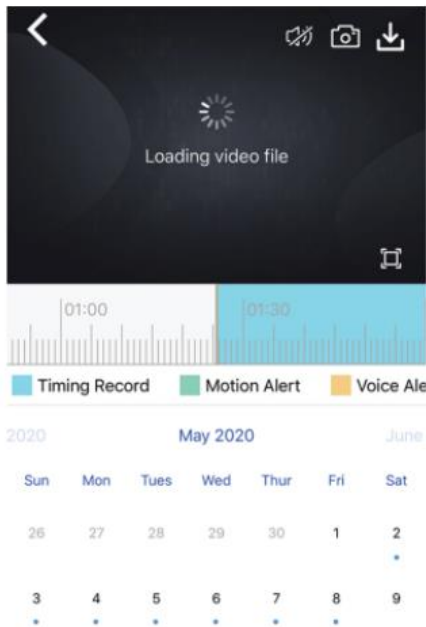 Loading video file
01:00 01:30
Timing Record Motion Alert Voice Ale
2020 May 2020 June
Sun Mon Tues Wed Thur Fri Sat
26 27 28 29 30 1 2
3 4 5 6 7 8 9